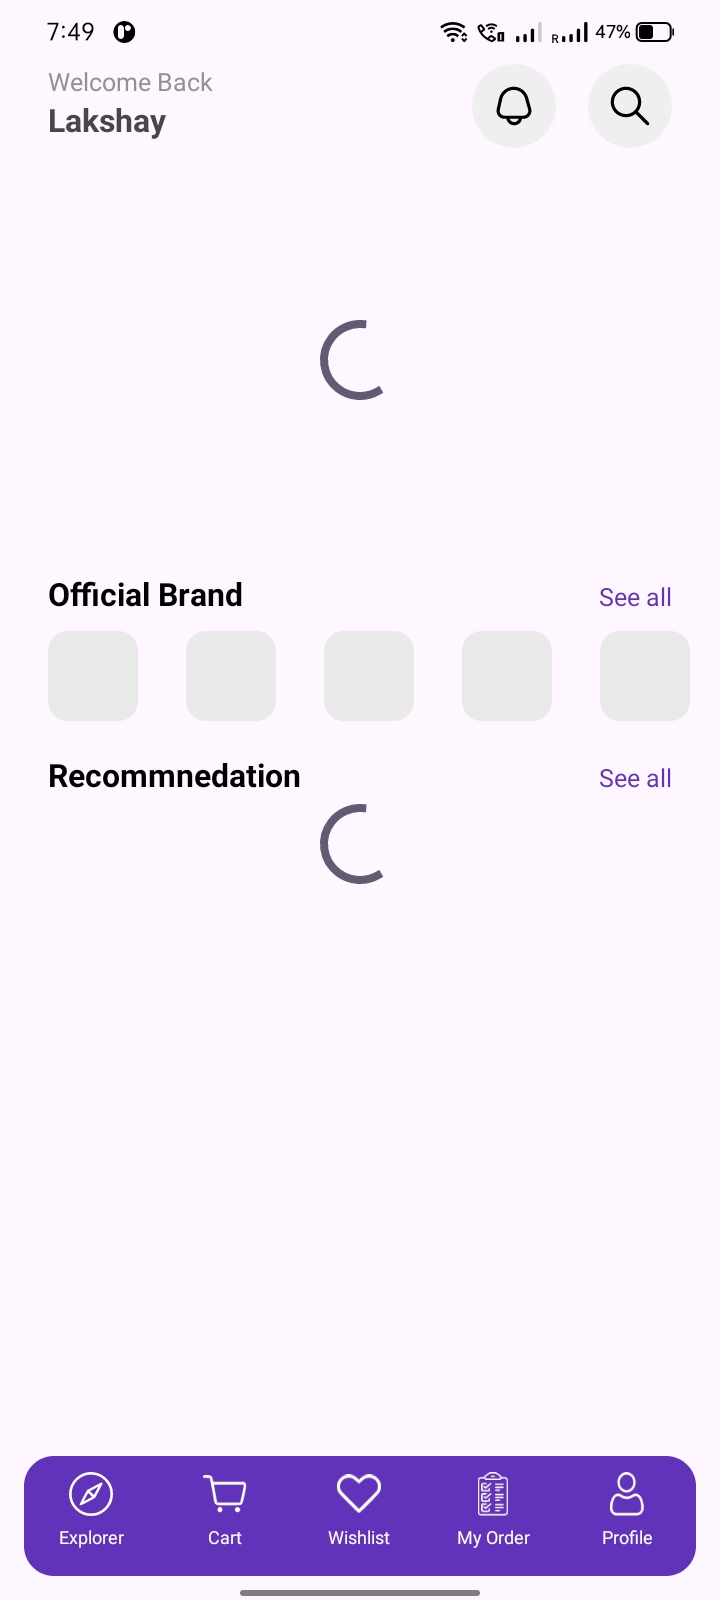 7:49
R 47%
Welcome Back
Lakshay
Official Brand See all
Recommnedation See all
Explorer Cart Wishlist My Order Profile